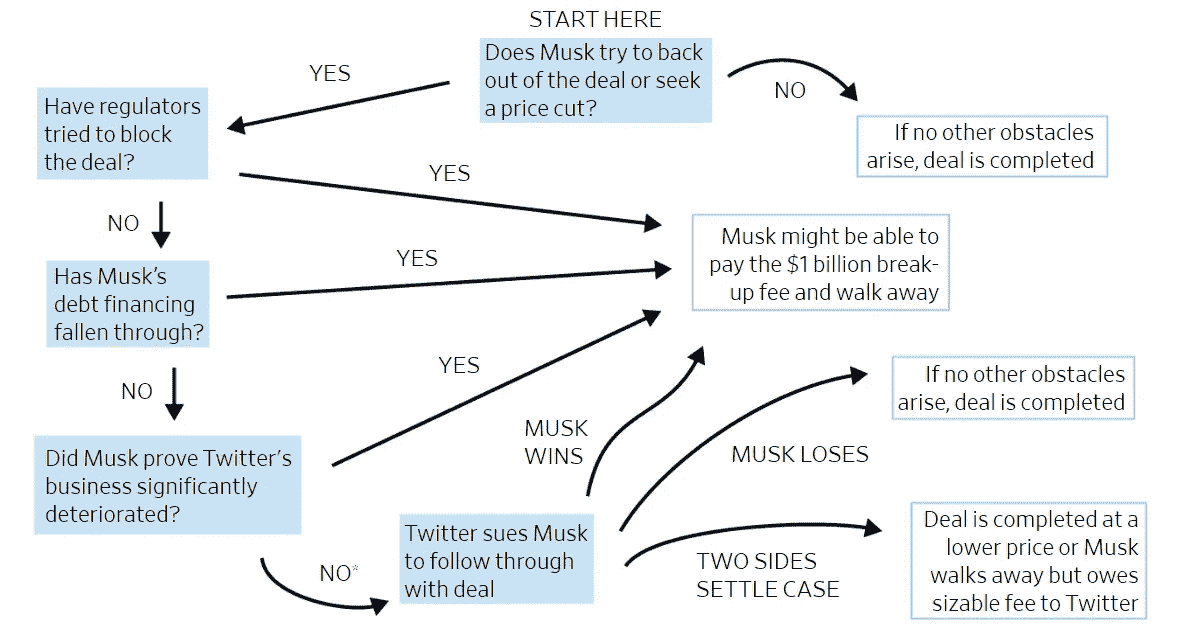 START HERE
Does Musk try to back
out of the deal or seek
a price cut?
YES
NO
Have regulators
tried to block
the deal?
If no other obstacles
arise, deal is completed
YES
NO
Musk might be able to
pay the $1 billion break-
up fee and walk away
Has Musk’s
debt financing
fallen through?
YES
NO
YES
If no other obstacles
arise, deal is completed
Did Musk prove Twitter’s
business significantly
deteriorated?
MUSK
WINS
MUSK LOSES
NO*
Twitter sues Musk
to follow through
with deal
TWO SIDES
SETTLE CASE
Deal is completed at a
lower price or Musk
walks away but owes
sizable fee to Twitter